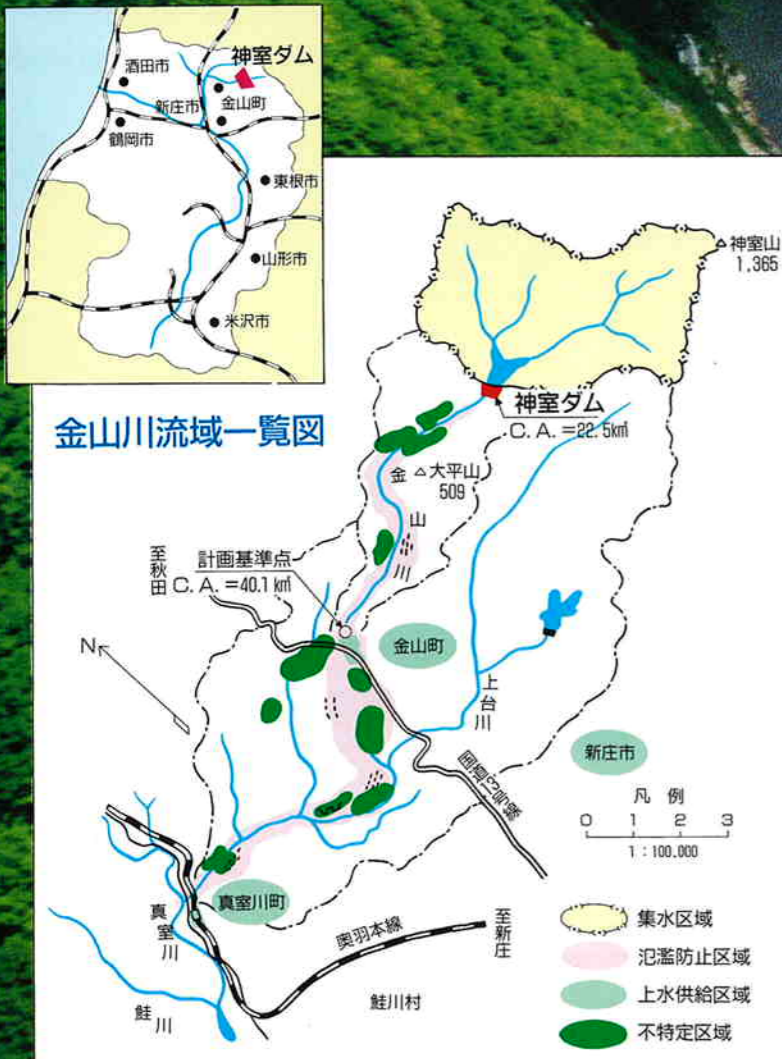 神室ダム
酒田市
新庄市
金山町
鶴岡市
東根市
山形市
米沢市
金山川流域一覧図
神室山
1,365
神室ダム
C. A. =22.5k㎡
大平山
509
金山川
計画基準点
C. A. =40.1k㎡
至秋田
N
金山町
上台川
新庄市
国道13号線
凡 例
0 1 2 3
1:100,000
真室川町
真室川
奥羽本線
至新庄
鮭川
鮭川村
集水区域
氾濫防止区域
上水供給区域
不特定区域